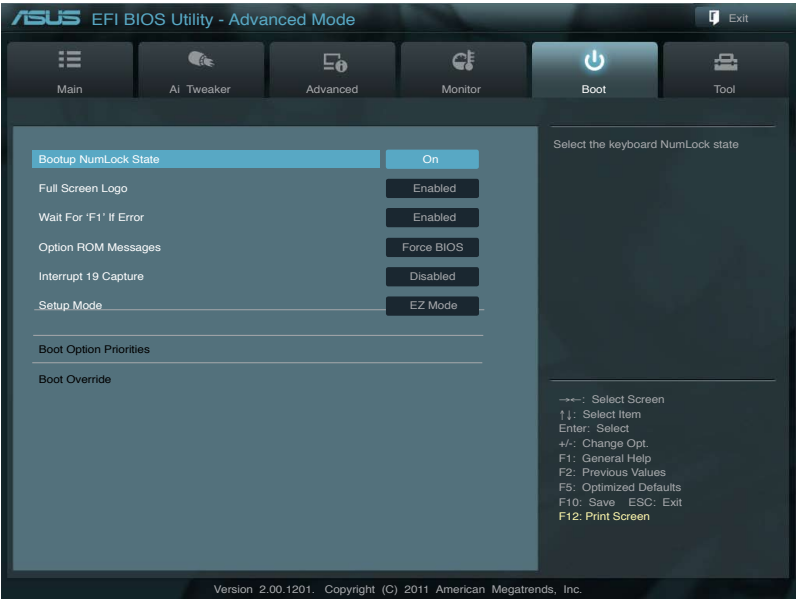 ASUS EFI BIOS Utility - Advanced Mode
Exit
Main
Ai Tweaker
Advanced
Monitor
Boot
Tool
Bootup NumLock State On
Full Screen Logo Enabled
Wait For ‘F1’ If Error Enabled
Option ROM Messages Force BIOS
Interrupt 19 Capture Disabled
Setup Mode EZ Mode
Boot Option Priorities
Boot Override
Select the keyboard NumLock state
→←: Select Screen
↑↓: Select Item
Enter: Select
+/-: Change Opt.
F1: General Help
F2: Previous Values
F5: Optimized Defaults
F10: Save ESC: Exit
F12: Print Screen
Version 2.00.1201. Copyright (C) 2011 American Megatrends, Inc.